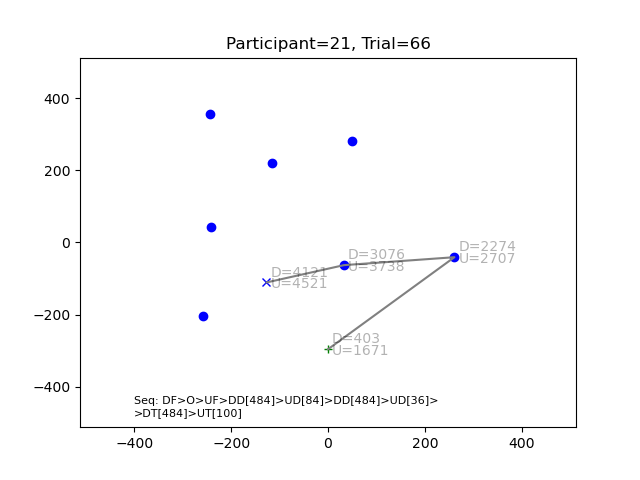 Participant=21, Trial=66
400
200
0
−200
−400
D=2274
U=2707
D=3076
U=3738
D=4121
U=4521
D=403
U=1671
Seq: DF>O>UF>DD[484]>UD[84]>DD[484]>UD[36]>
>DT[484]>UT[100]
−400 −200 0 200 400